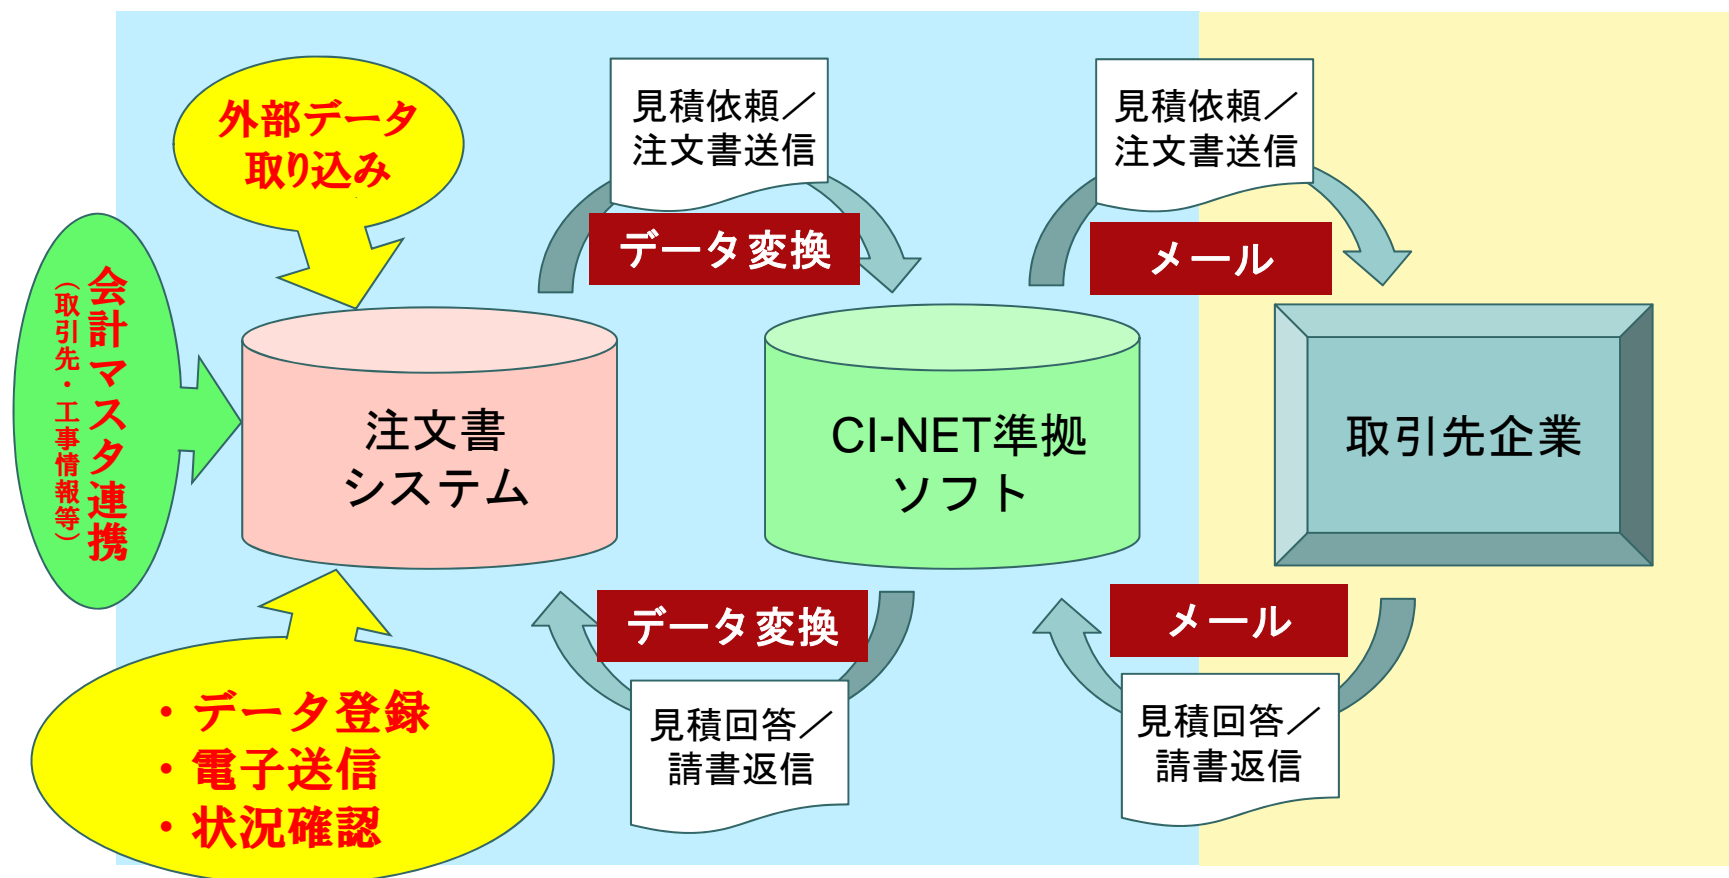 外部データ
取り込み
見積依頼／
注文書送信
データ変換
見積依頼／
注文書送信
メール
会計マスタ連携
（取引先・工事情報等）
注文書
システム
CI-NET準拠
ソフト
取引先企業
データ変換
見積回答／
請書返信
メール
見積回答／
請書返信
・データ登録
・電子送信
・状況確認